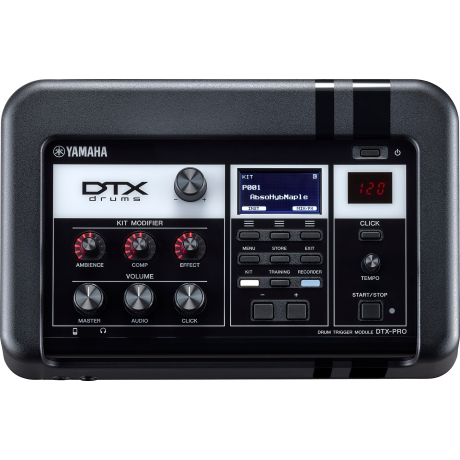 YAMAHA
DTX
drums
KIT MODIFIER
AMBIENCE COMP EFFECT
VOLUME
MASTER AUDIO CLICK
KIT
P001
AbsoHybMaple
MENU STORE EXIT
KIT TRAINING RECORDER
− +
120
CLICK
TEMPO
START/STOP
DRUM TRIGGER MODULE DTX-PRO